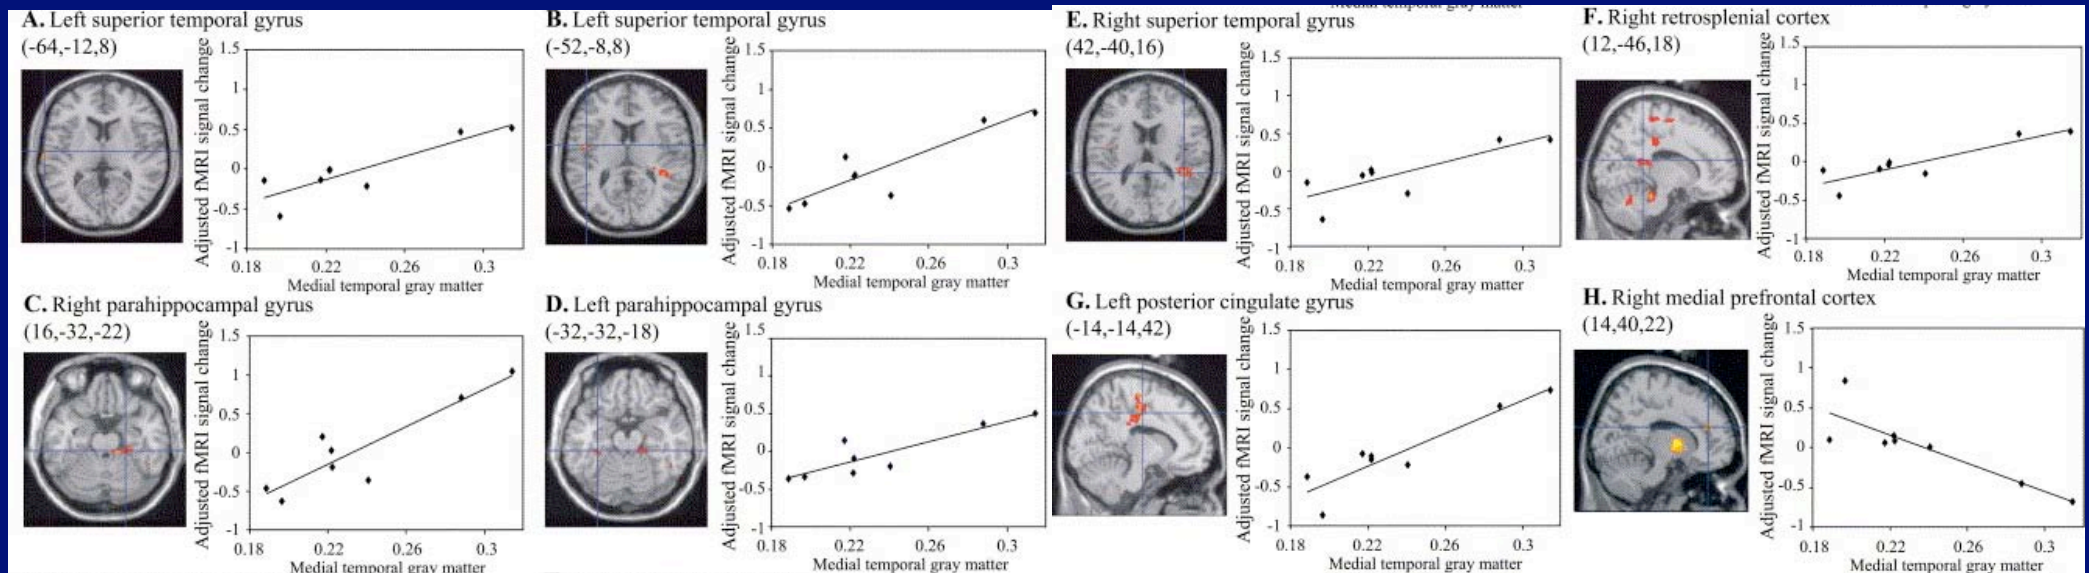 A. Left superior temporal gyrus
(-64,-12,8)
Adjusted fMRI signal change
1.5
1
0.5
0
-0.5
-1
0.18 0.22 0.26 0.3
Medial temporal gray matter
B. Left superior temporal gyrus
(-52,-8,8)
Adjusted fMRI signal change
1.5
1
0.5
0
-0.5
-1
0.18 0.22 0.26 0.3
Medial temporal gray matter
Medial temporal gray matter
E. Right superior temporal gyrus
(42,-40,16)
Adjusted fMRI signal change
1.5
1
0.5
0
-0.5
-1
0.18 0.22 0.26 0.3
Medial temporal gray matter
F. Right retrosplenial cortex
(12,-46,18)
Adjusted fMRI signal change
1.5
1
0.5
0
-0.5
-1
0.18 0.22 0.26 0.3
Medial temporal gray matter
C. Right parahippocampal gyrus
(16,-32,-22)
Adjusted fMRI signal change
1.5
1
0.5
0
-0.5
-1
0.18 0.22 0.26 0.3
Medial temporal gray matter
D. Left parahippocampal gyrus
(-32,-32,-18)
Adjusted fMRI signal change
1.5
1
0.5
0
-0.5
-1
0.18 0.22 0.26 0.3
Medial temporal gray matter
G. Left posterior cingulate gyrus
(-14,-14,42)
Adjusted fMRI signal change
1.5
1
0.5
0
-0.5
-1
0.18 0.22 0.26 0.3
Medial temporal gray matter
H. Right medial prefrontal cortex
(14,40,22)
Adjusted fMRI signal change
1.5
1
0.5
0
-0.5
-1
0.18 0.22 0.26 0.3
Medial temporal gray matter